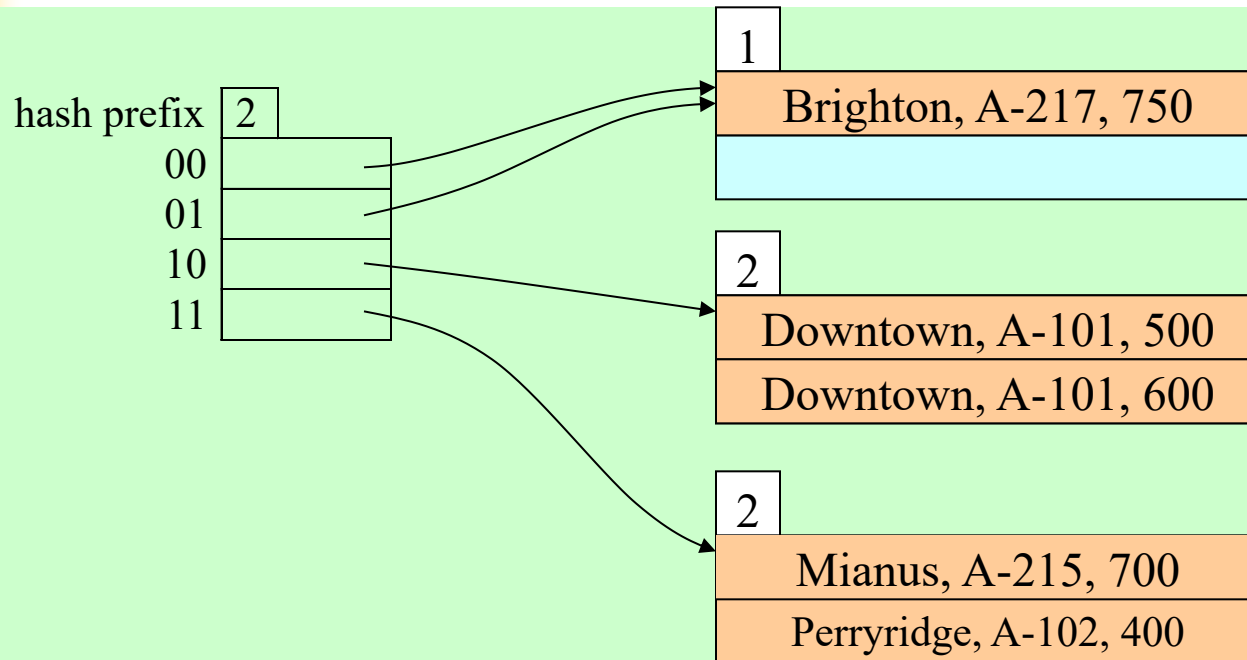 hash prefix 2
00
01
10
11
1
Brighton, A-217, 750
2
Downtown, A-101, 500
Downtown, A-101, 600
2
Mianus, A-215, 700
Perryridge, A-102, 400